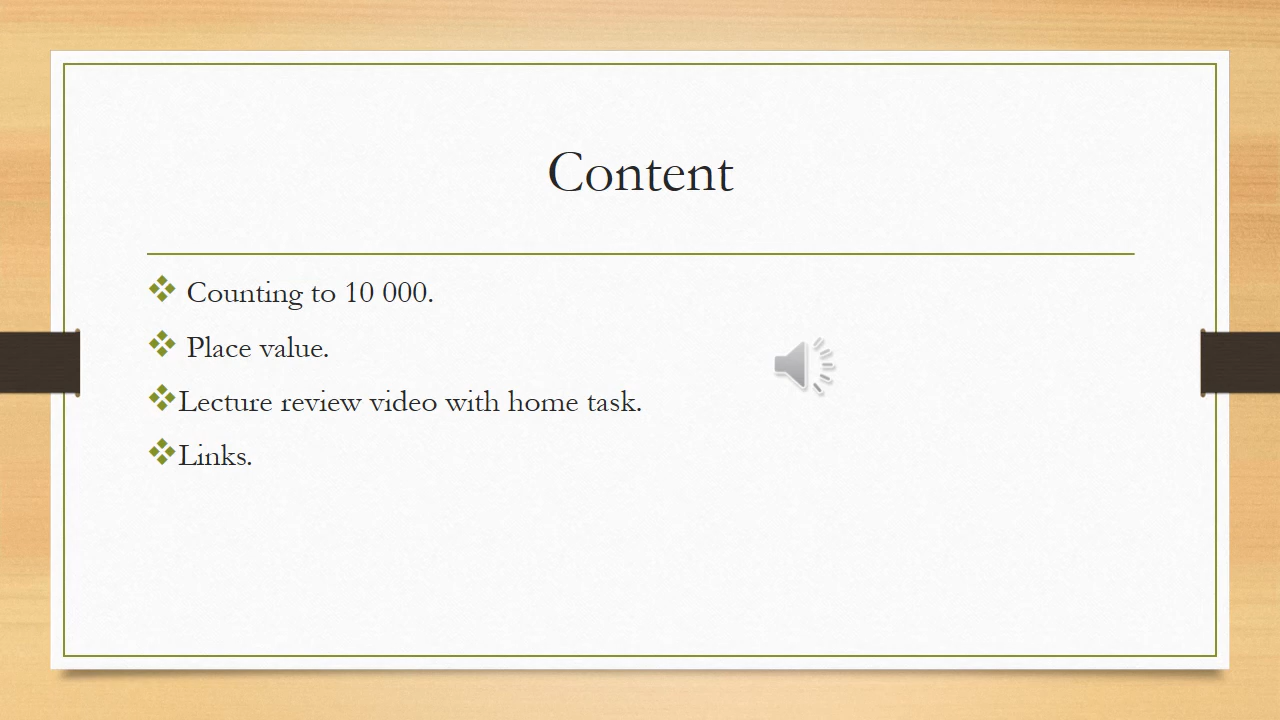 Content
Counting to 10 000.
Place value.
Lecture review video with home task.
Links.